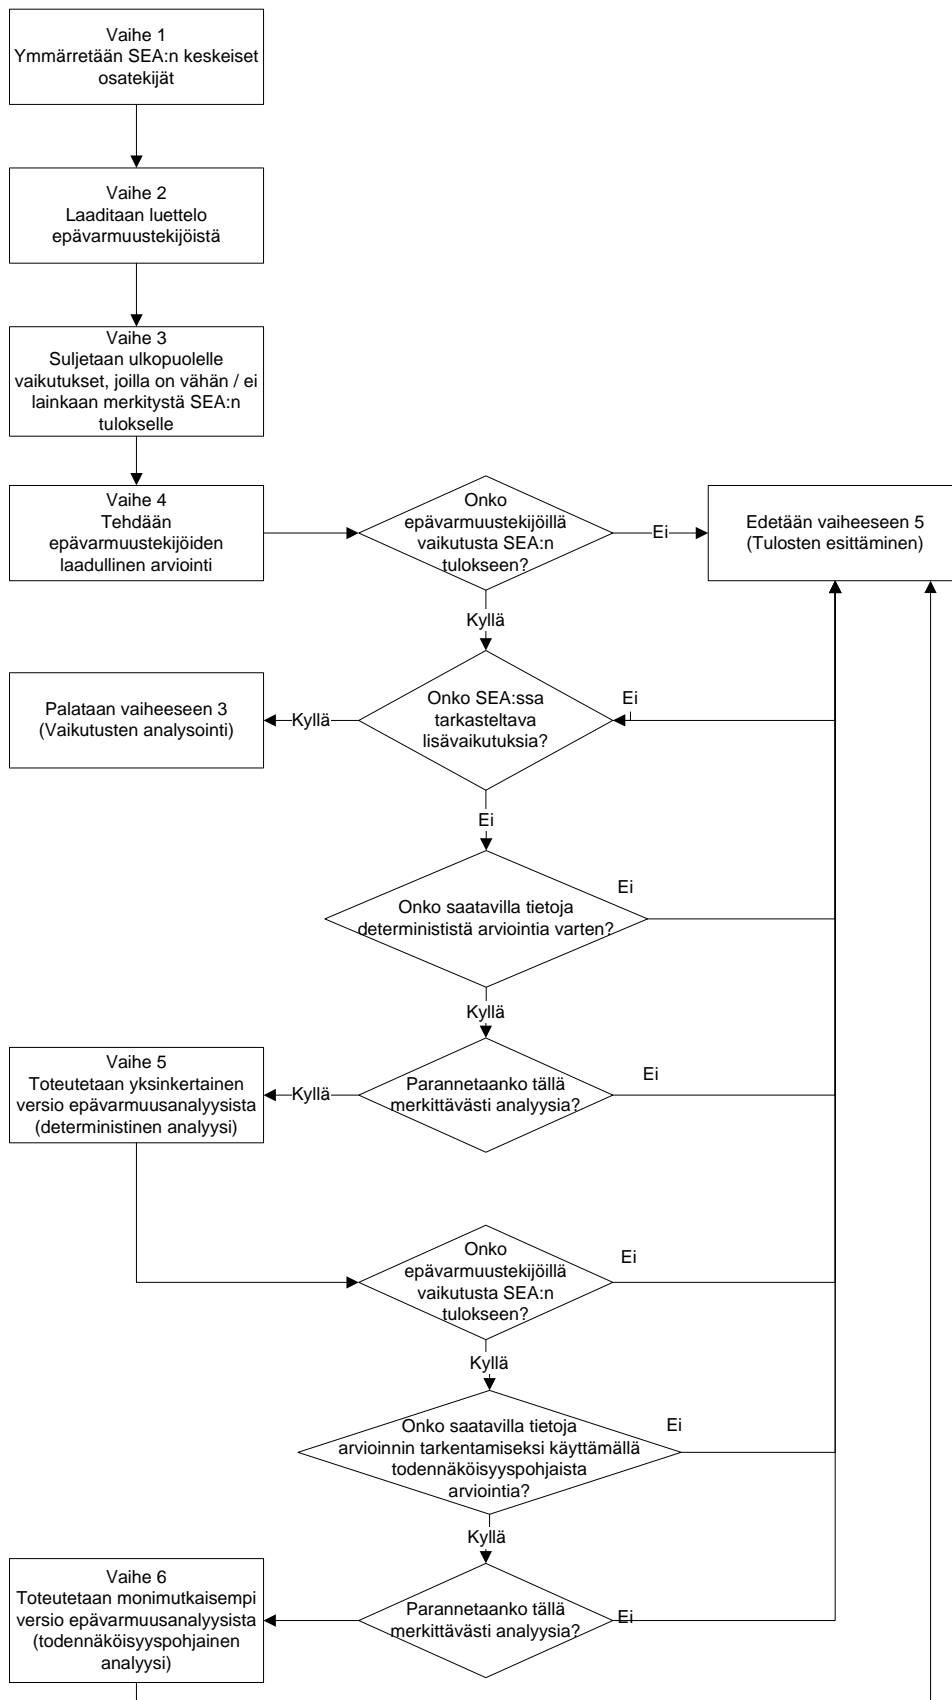 Vaihe 1
Ymmärretään SEA:n keskeiset
osatekijät
Vaihe 2
Laaditaan luettelo
epävarmuustekijöistä
Vaihe 3
Suljetaan ulkopuolelle
vaikutukset, joilla on vähän / ei
lainkaan merkitystä SEA:n
tulokselle
Vaihe 4
Tehdään
epävarmuustekijöiden
laadullinen arviointi
Onko
epävarmuustekijöillä
vaikutusta SEA:n
tulokseen?
Ei
Edetään vaiheeseen 5
(Tulosten esittäminen)
Kyllä
Palataan vaiheeseen 3
(Vaikutusten analysointi)
Kyllä
Onko SEA:ssa
tarkasteltava
lisävaikutuksia?
Ei
Ei
Onko saatavilla tietoja
determinististä arviointia varten?
Ei
Kyllä
Vaihe 5
Toteutetaan yksinkertainen
versio epävarmuusanalyysista
(deterministinen analyysi)
Kyllä
Parannetaanko tällä
merkittävästi analyysia?
Ei
Onko
epävarmuustekijöillä
vaikutusta SEA:n
tulokseen?
Ei
Kyllä
Onko saatavilla tietoja
arvioinnin tarkentamiseksi käyttämällä
todennäköisyyspohjaista
arviointia?
Ei
Kyllä
Vaihe 6
Toteutetaan monimutkaisempi
versio epävarmuusanalyysista
(todennäköisyyspohjainen
analyysi)
Parannetaanko tällä
merkittävästi analyysia?
Ei